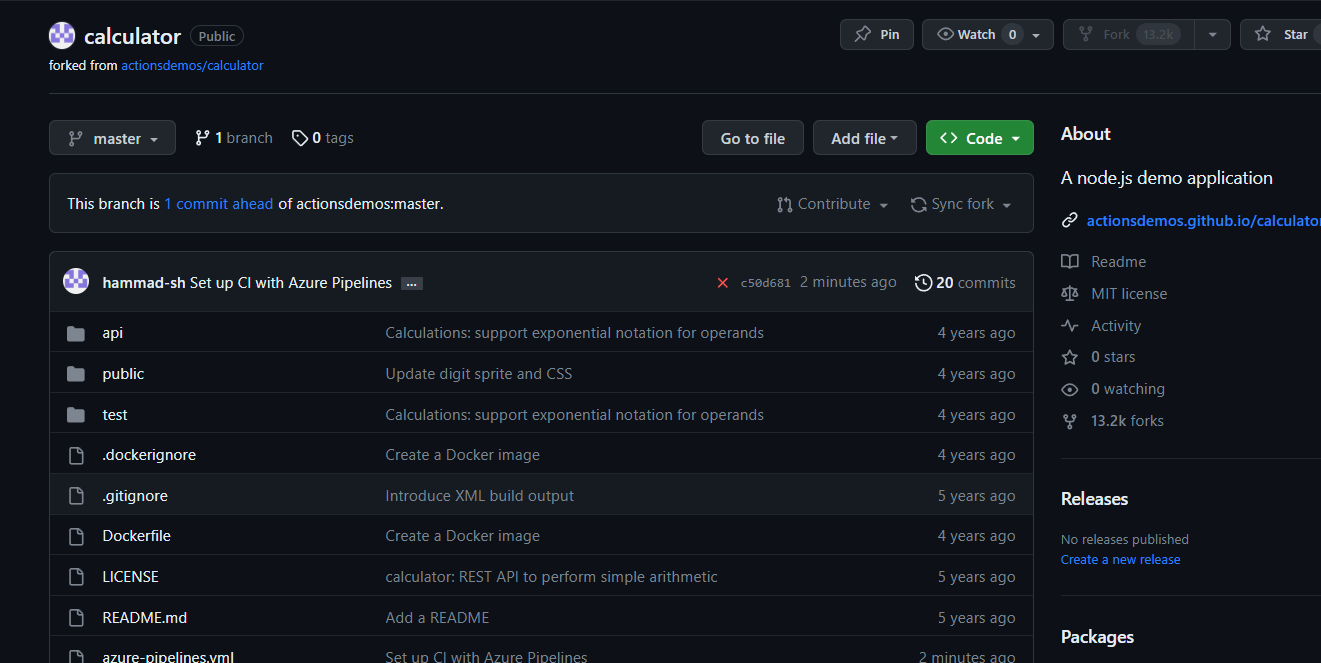 calculator Public Pin Watch 0 Fork 13.2k Star
forked from actionsdemos/calculator
master 1 branch 0 tags Go to file Add file Code
This branch is 1 commit ahead of actionsdemos:master. Contribute Sync fork
hammad-sh Set up CI with Azure Pipelines ... c50d681 2 minutes ago 20 commits
api Calculations: support exponential notation for operands 4 years ago
public Update digit sprite and CSS 4 years ago
test Calculations: support exponential notation for operands 4 years ago
.dockerignore Create a Docker image 4 years ago
.gitignore Introduce XML build output 5 years ago
Dockerfile Create a Docker image 4 years ago
LICENSE calculator: REST API to perform simple arithmetic 5 years ago
README.md Add a README 5 years ago
azure-pipelines.yml Set up CI with Azure Pipelines 2 minutes ago
About
A node.js demo application
actionsdemos.github.io/calculator
Readme
MIT license
Activity
0 stars
0 watching
13.2k forks
Releases
No releases published
Create a new release
Packages